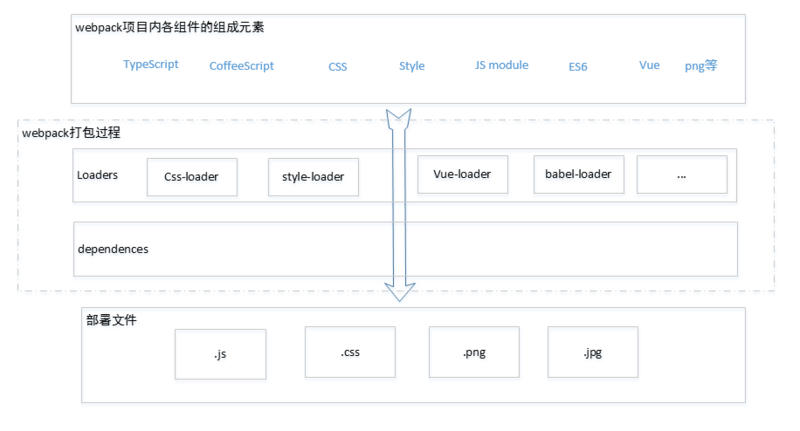 webpack项目内各组件的组成元素
TypeScript CoffeeScript CSS Style JS module ES6 Vue png等
webpack打包过程
Loaders Css-loader style-loader Vue-loader babel-loader ...
dependences
部署文件
.js .css .png .jpg